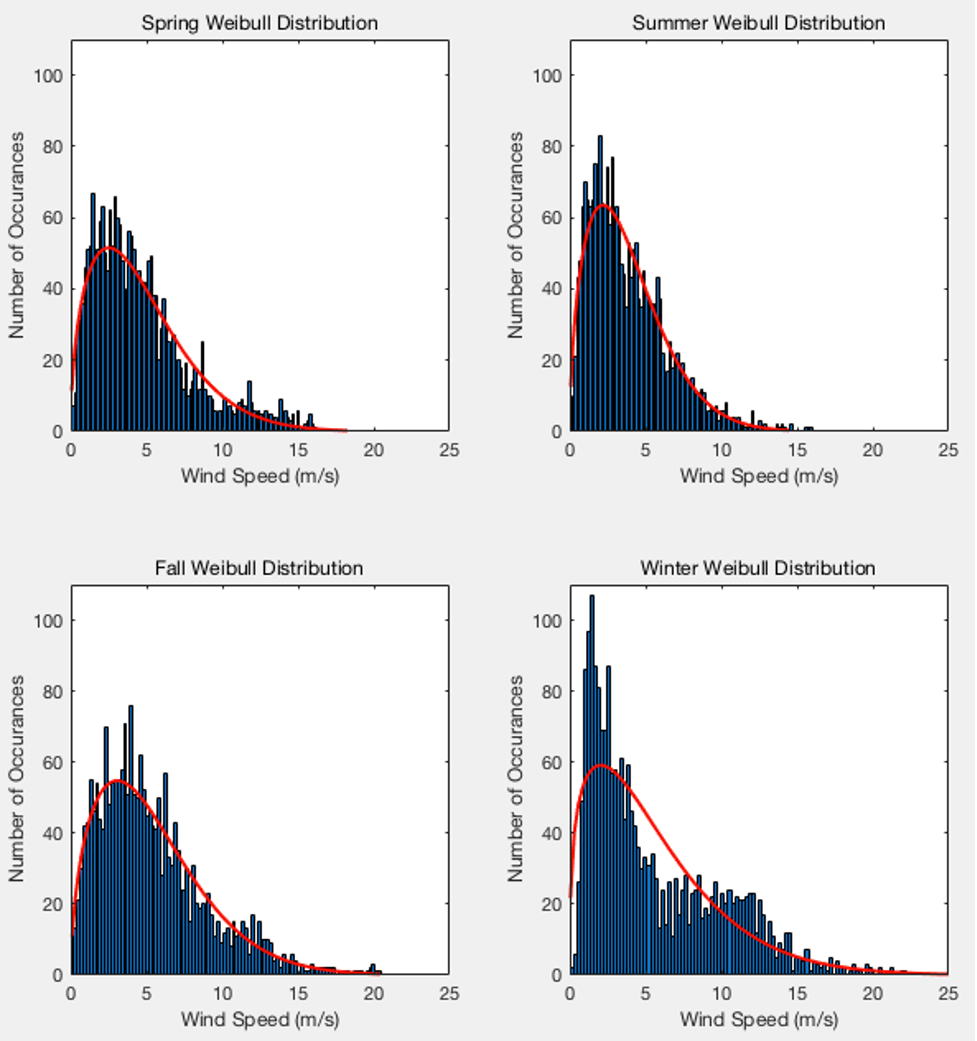 Spring Weibull Distribution
Number of Occurances
100
80
60
40
20
0
0 5 10 15 20 25
Wind Speed (m/s)
Summer Weibull Distribution
Number of Occurances
100
80
60
40
20
0
0 5 10 15 20 25
Wind Speed (m/s)
Fall Weibull Distribution
Number of Occurances
100
80
60
40
20
0
0 5 10 15 20 25
Wind Speed (m/s)
Winter Weibull Distribution
Number of Occurances
100
80
60
40
20
0
0 5 10 15 20 25
Wind Speed (m/s)